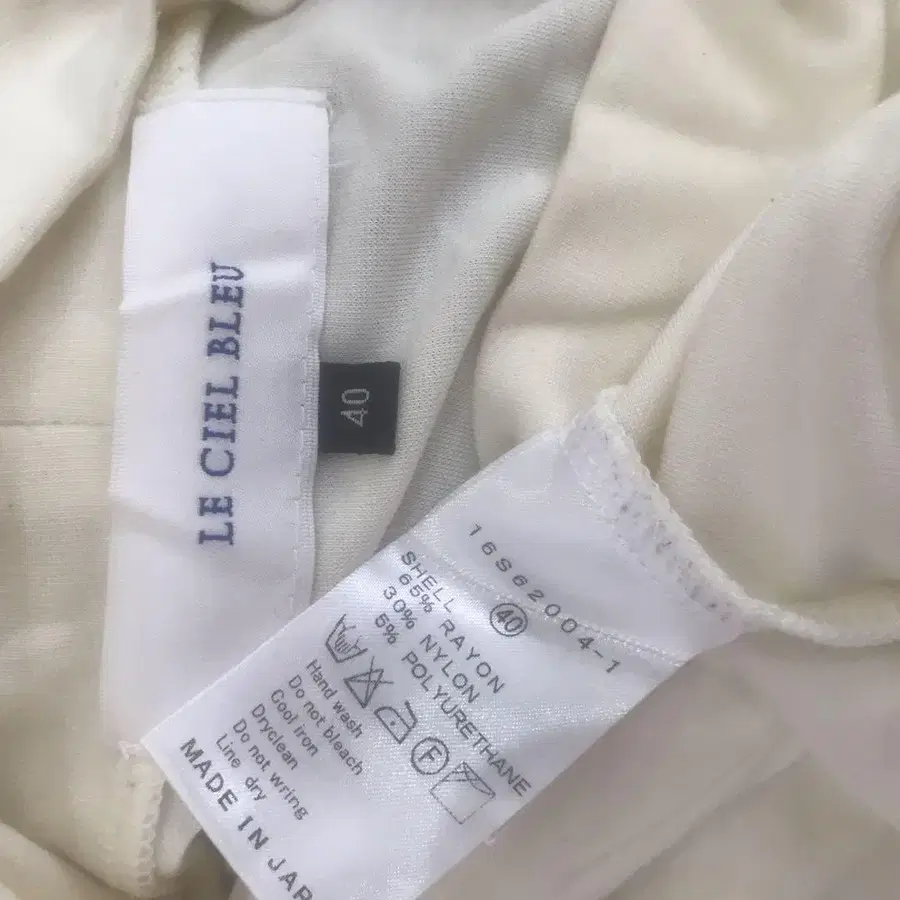 LE CIEL BLEU
40
16S62004-1
40
SHELL
65% RAYON
30% NYLON
5% POLYURETHANE
F
Hand wash
Do not bleach
Cool iron
Dryclean
Do not wring
Line dry
MADE IN JAP